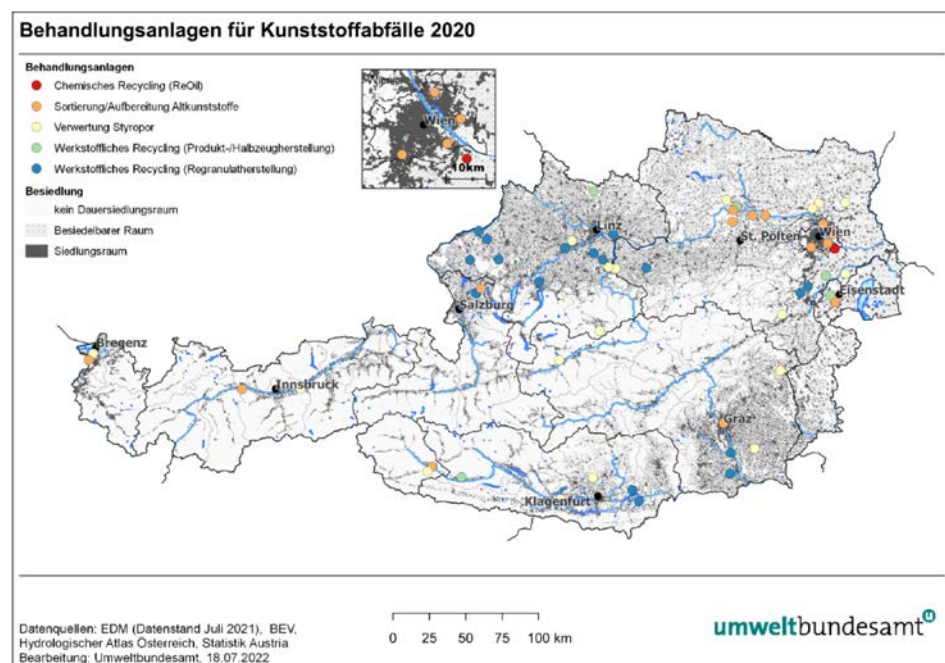 Behandlungsanlagen für Kunststoffabfälle 2020
Behandlungsanlagen
Chemisches Recycling (ReOil)
Sortierung/Aufbereitung Altkunststoffe
Verwertung Styropor
Werkstoffliches Recycling (Produkt-/Halbzeugherstellung)
Werkstoffliches Recycling (Regranulatherstellung)
Besiedlung
kein Dauersiedlungsraum
Besiedelbarer Raum
Siedlungsraum
Wien
10km
Linz
St. Pölten
Wien
Eisenstadt
Salzburg
Bregenz
Innsbruck
Graz
Klagenfurt
Datenquellen: EDM (Datenstand Juli 2021), BEV,
Hydrologischer Atlas Österreich, Statistik Austria
Bearbeitung: Umweltbundesamt, 18.07.2022
0 25 50 75 100 km
umweltbundesamt u